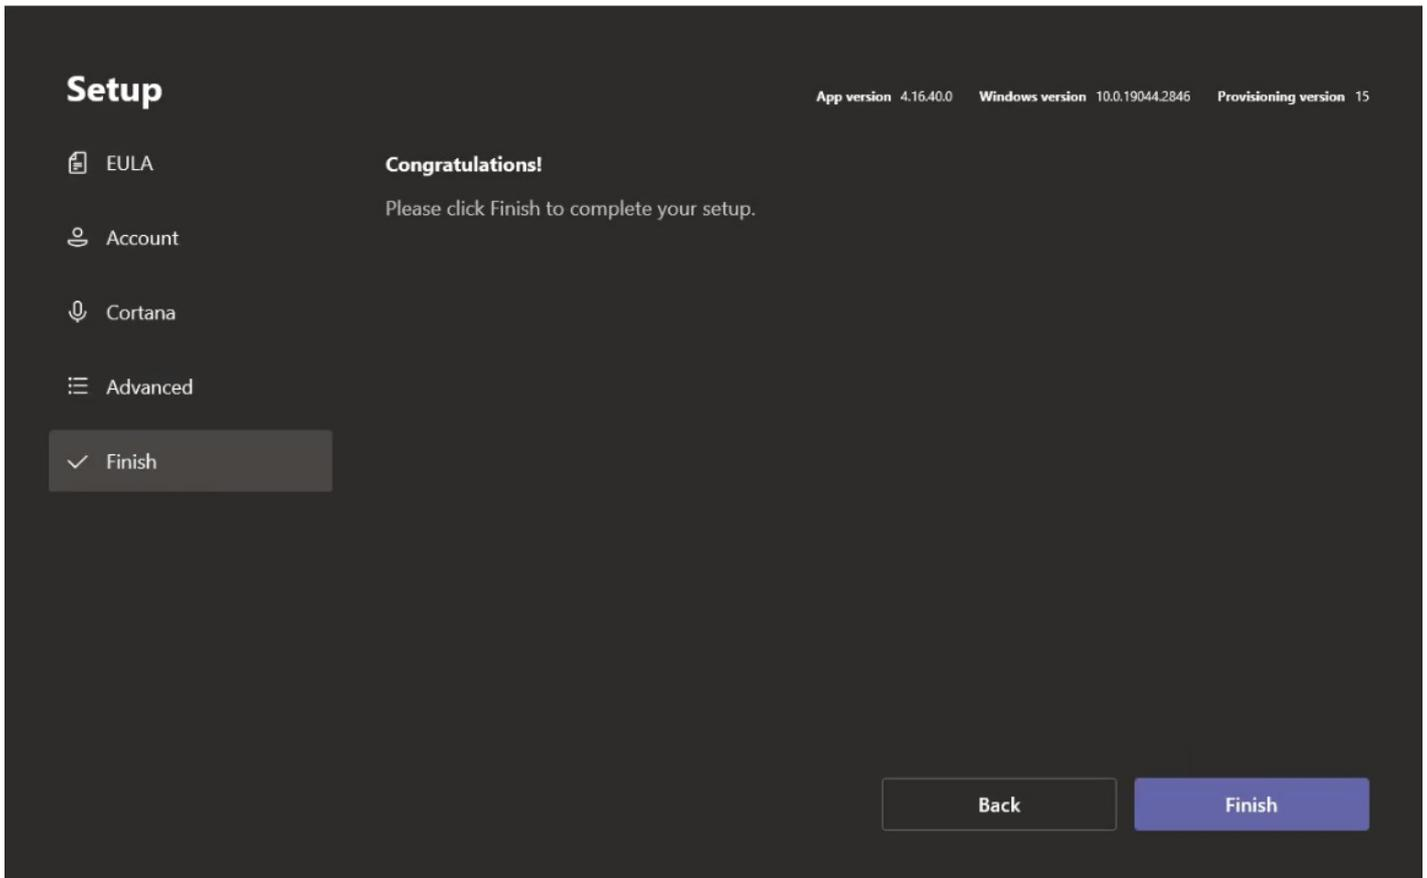 Setup
App version 4.16.40.0 Windows version 10.0.19044.2846 Provisioning version 15
EULA
Account
Cortana
Advanced
Finish
Congratulations!
Please click Finish to complete your setup.
Back
Finish